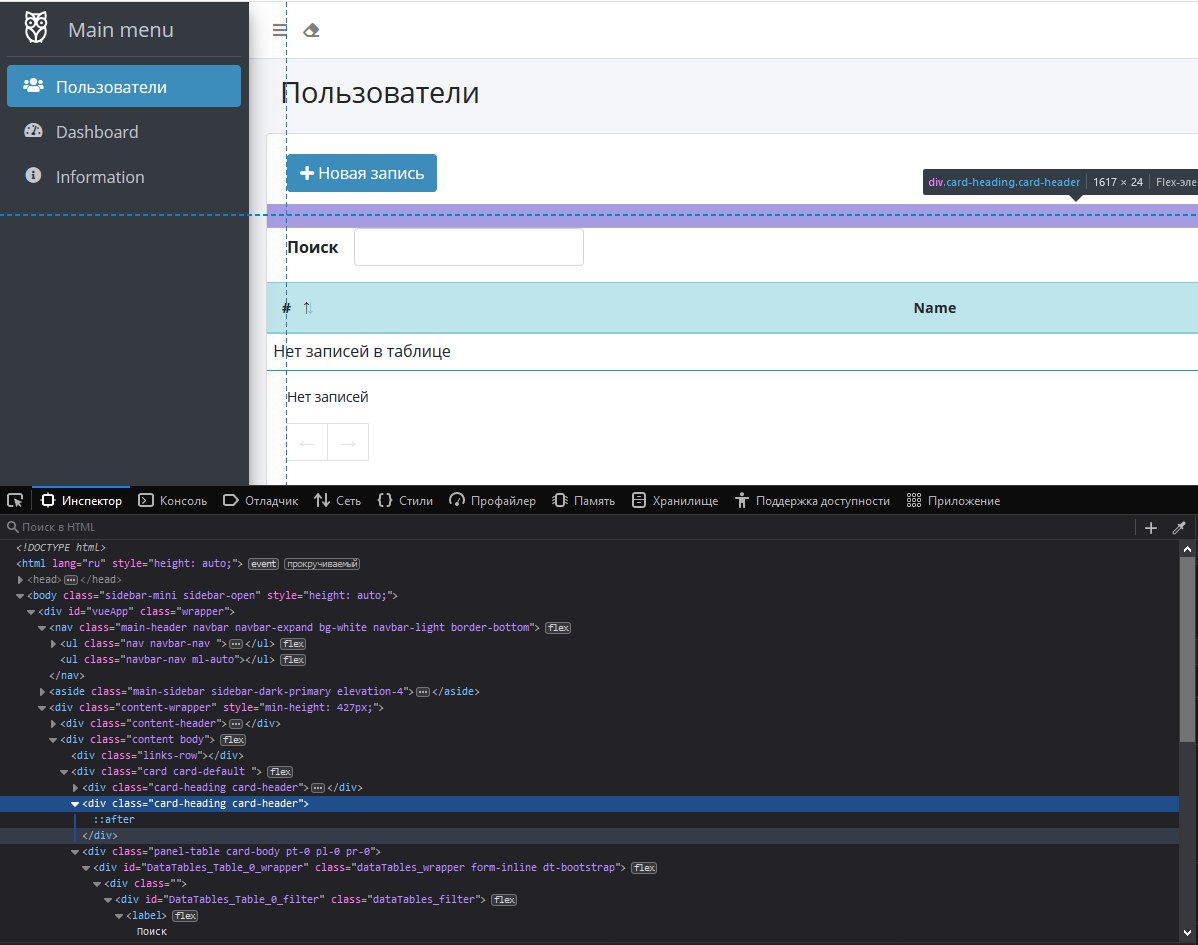 Main menu
Пользователи
Dashboard
Information
Пользователи
Новая запись
div.card-heading.card-header 1617 × 24 Flex-эле
Поиск
# Name
Нет записей в таблице
Нет записей
← →
Инспектор Консоль Отладчик Сеть Стили Профайлер Память Хранилище Поддержка доступности Приложение
Поиск в HTML
<!DOCTYPE html>
<html lang="ru" style="height: auto;"> event прокручиваемый
<head> ••• </head>
<body class="sidebar-mini sidebar-open" style="height: auto;">
<div id="vueApp" class="wrapper">
<nav class="main-header navbar navbar-expand bg-white navbar-light border-bottom"> flex
<ul class="nav navbar-nav "> ••• </ul> flex
<ul class="navbar-nav ml-auto"></ul> flex
</nav>
<aside class="main-sidebar sidebar-dark-primary elevation-4"> ••• </aside>
<div class="content-wrapper" style="min-height: 427px;">
<div class="content-header"> ••• </div>
<div class="content body"> flex
<div class="links-row"></div>
<div class="card card-default "> flex
<div class="card-heading card-header"> ••• </div>
<div class="card-heading card-header">
::after
</div>
<div class="panel-table card-body pt-0 pl-0 pr-0">
<div id="DataTables_Table_0_wrapper" class="dataTables_wrapper form-inline dt-bootstrap"> flex
<div class="">
<div id="DataTables_Table_0_filter" class="dataTables_filter"> flex
<label> flex
Поиск